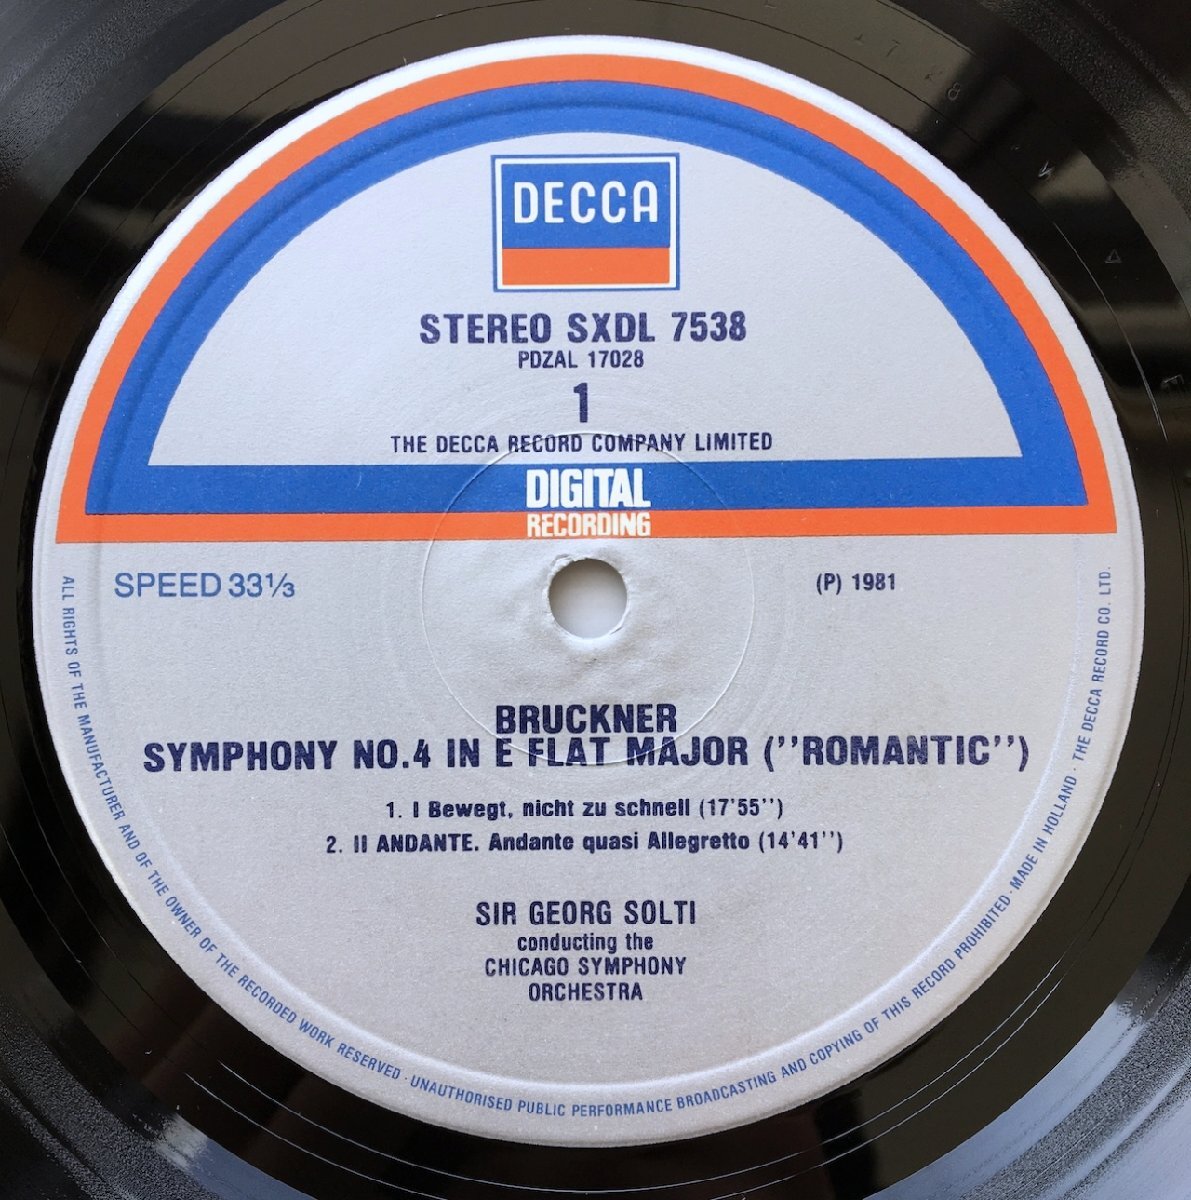 DECCA
STEREO SXDL 7538
PDZAL 17028
1
THE DECCA RECORD COMPANY LIMITED
DIGITAL
RECORDING
SPEED 33⅓
(P) 1981
BRUCKNER
SYMPHONY NO.4 IN E FLAT MAJOR (''ROMANTIC'')
1. I Bewegt, nicht zu schnell (17'55'')
2. II ANDANTE. Andante quasi Allegretto (14'41'')
SIR GEORG SOLTI
conducting the
CHICAGO SYMPHONY
ORCHESTRA
ALL RIGHTS OF THE MANUFACTURER AND OF THE OWNER OF THE RECORDED WORK RESERVED · UNAUTHORISED PUBLIC PERFORMANCE BROADCASTING AND COPYING OF THIS RECORD PROHIBITED · MADE IN HOLLAND · THE DECCA RECORD CO. LTD.